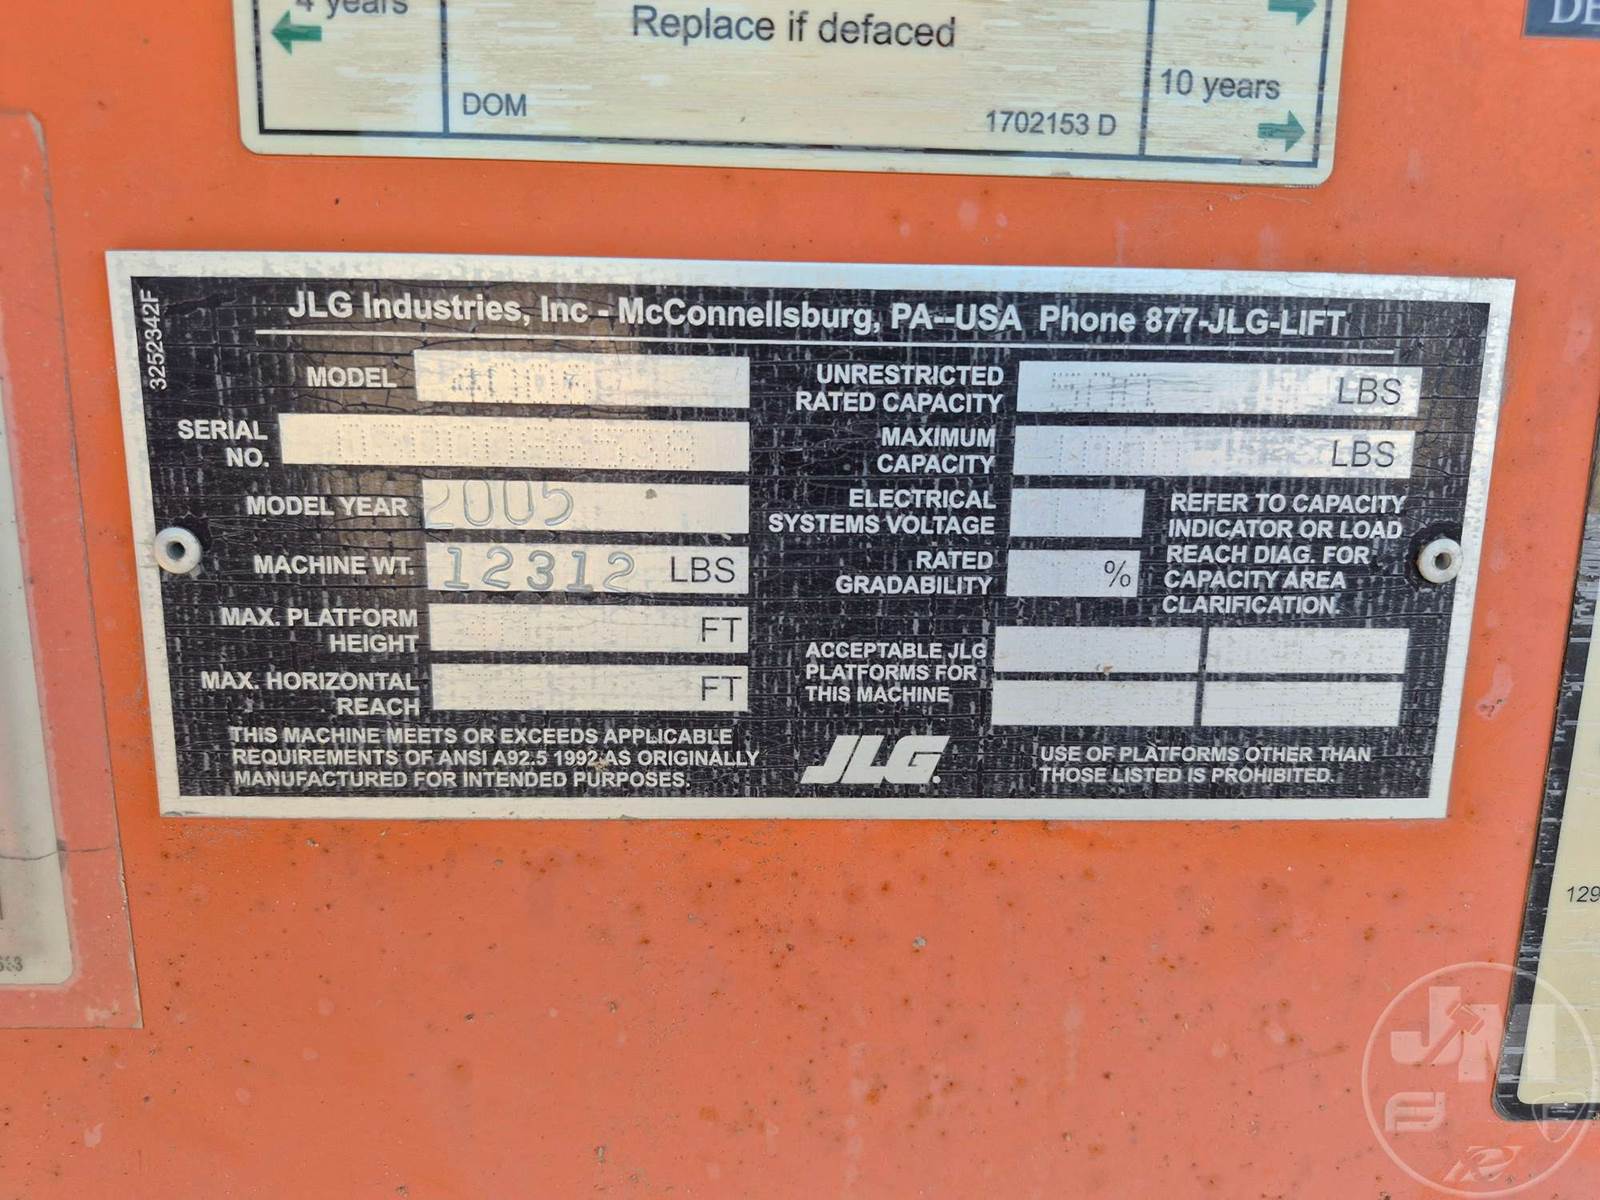 4 years
Replace if defaced
DOM
1702153 D
10 years
DE
3252342F
JLG Industries, Inc - McConnellsburg, PA--USA Phone 877-JLG-LIFT
MODEL
SERIAL
NO.
MODEL YEAR 2005
MACHINE WT. 12312 LBS
MAX. PLATFORM
HEIGHT FT
MAX. HORIZONTAL
REACH FT
THIS MACHINE MEETS OR EXCEEDS APPLICABLE
REQUIREMENTS OF ANSI A92.5 1992 AS ORIGINALLY
MANUFACTURED FOR INTENDED PURPOSES.
UNRESTRICTED
RATED CAPACITY LBS
MAXIMUM
CAPACITY LBS
ELECTRICAL
SYSTEMS VOLTAGE
RATED
GRADABILITY %
REFER TO CAPACITY
INDICATOR OR LOAD
REACH DIAG. FOR
CAPACITY AREA
CLARIFICATION.
ACCEPTABLE JLG
PLATFORMS FOR
THIS MACHINE
JLG
USE OF PLATFORMS OTHER THAN
THOSE LISTED IS PROHIBITED.
129
JM